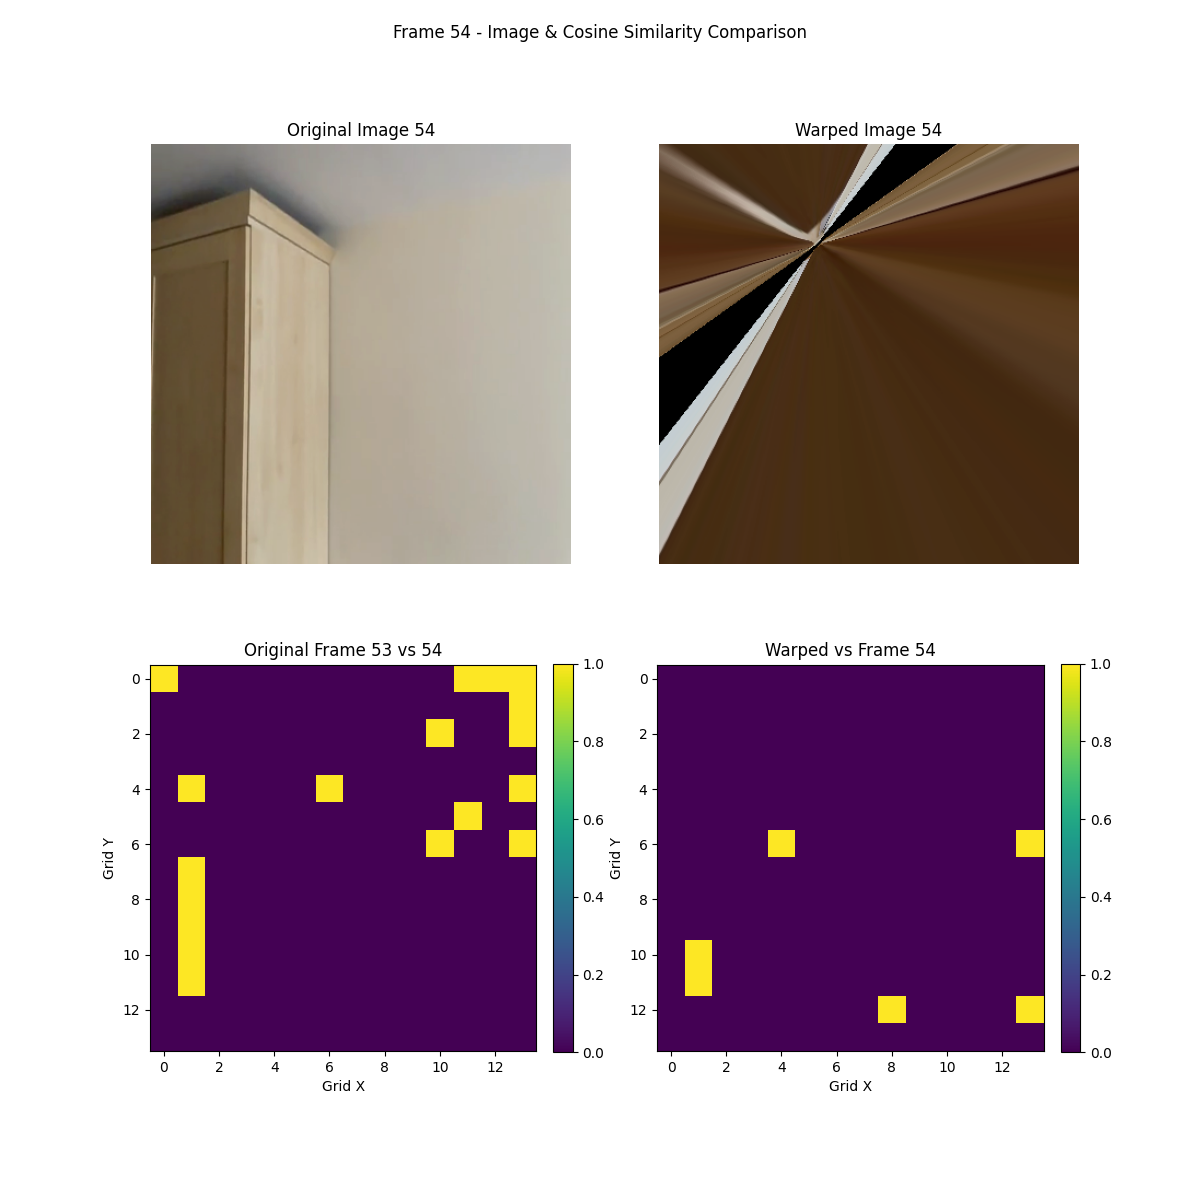 Frame 54 - Image & Cosine Similarity Comparison
Original Image 54
Warped Image 54
Original Frame 53 vs 54
Warped vs Frame 54
0
2
4
6
8
10
12
Grid Y
0 2 4 6 8 10 12
Grid X
1.0
0.8
0.6
0.4
0.2
0.0
0
2
4
6
8
10
12
Grid Y
0 2 4 6 8 10 12
Grid X
1.0
0.8
0.6
0.4
0.2
0.0